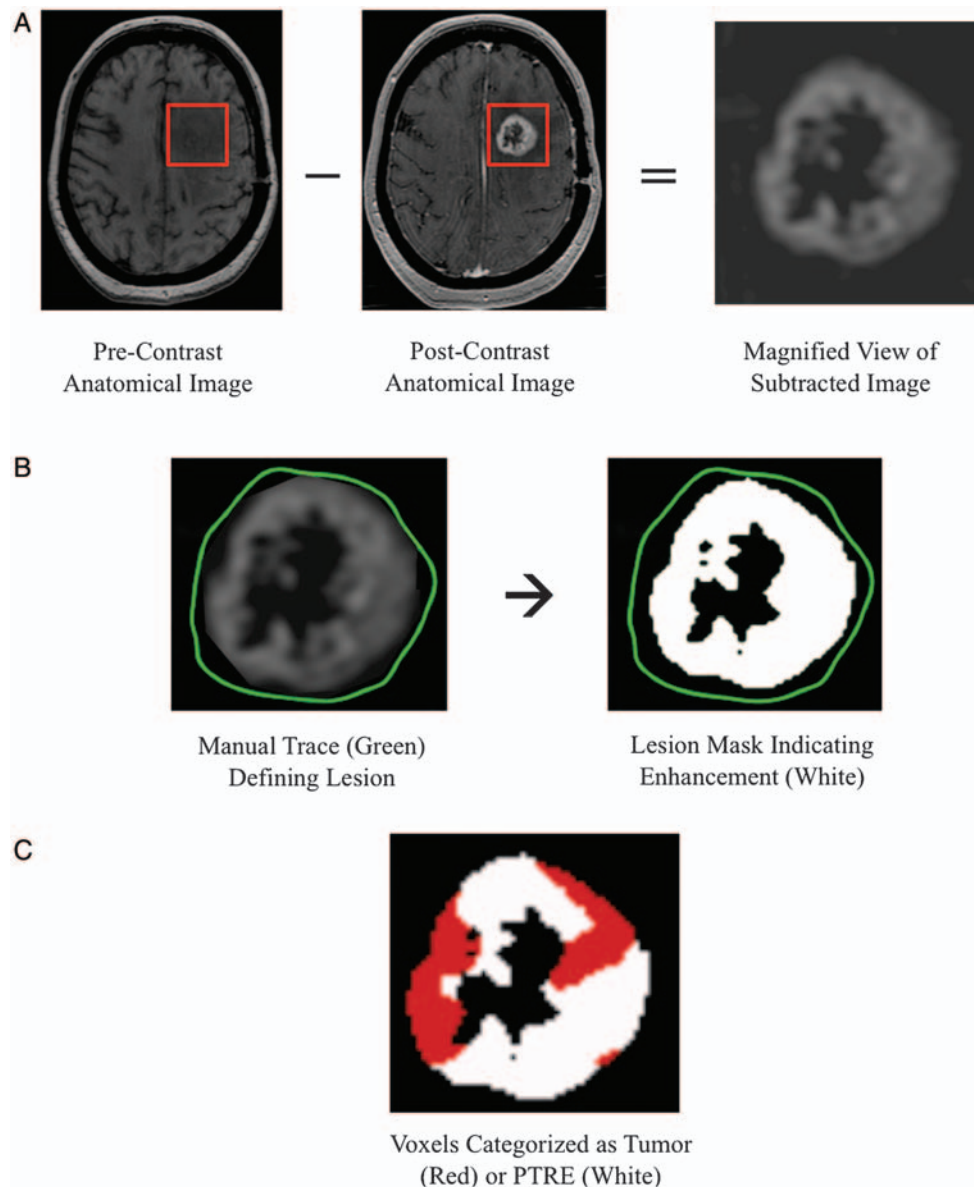 A
Pre-Contrast
Anatomical Image
−
Post-Contrast
Anatomical Image
=
Magnified View of
Subtracted Image
B
Manual Trace (Green)
Defining Lesion
→
Lesion Mask Indicating
Enhancement (White)
C
Voxels Categorized as Tumor
(Red) or PTRE (White)